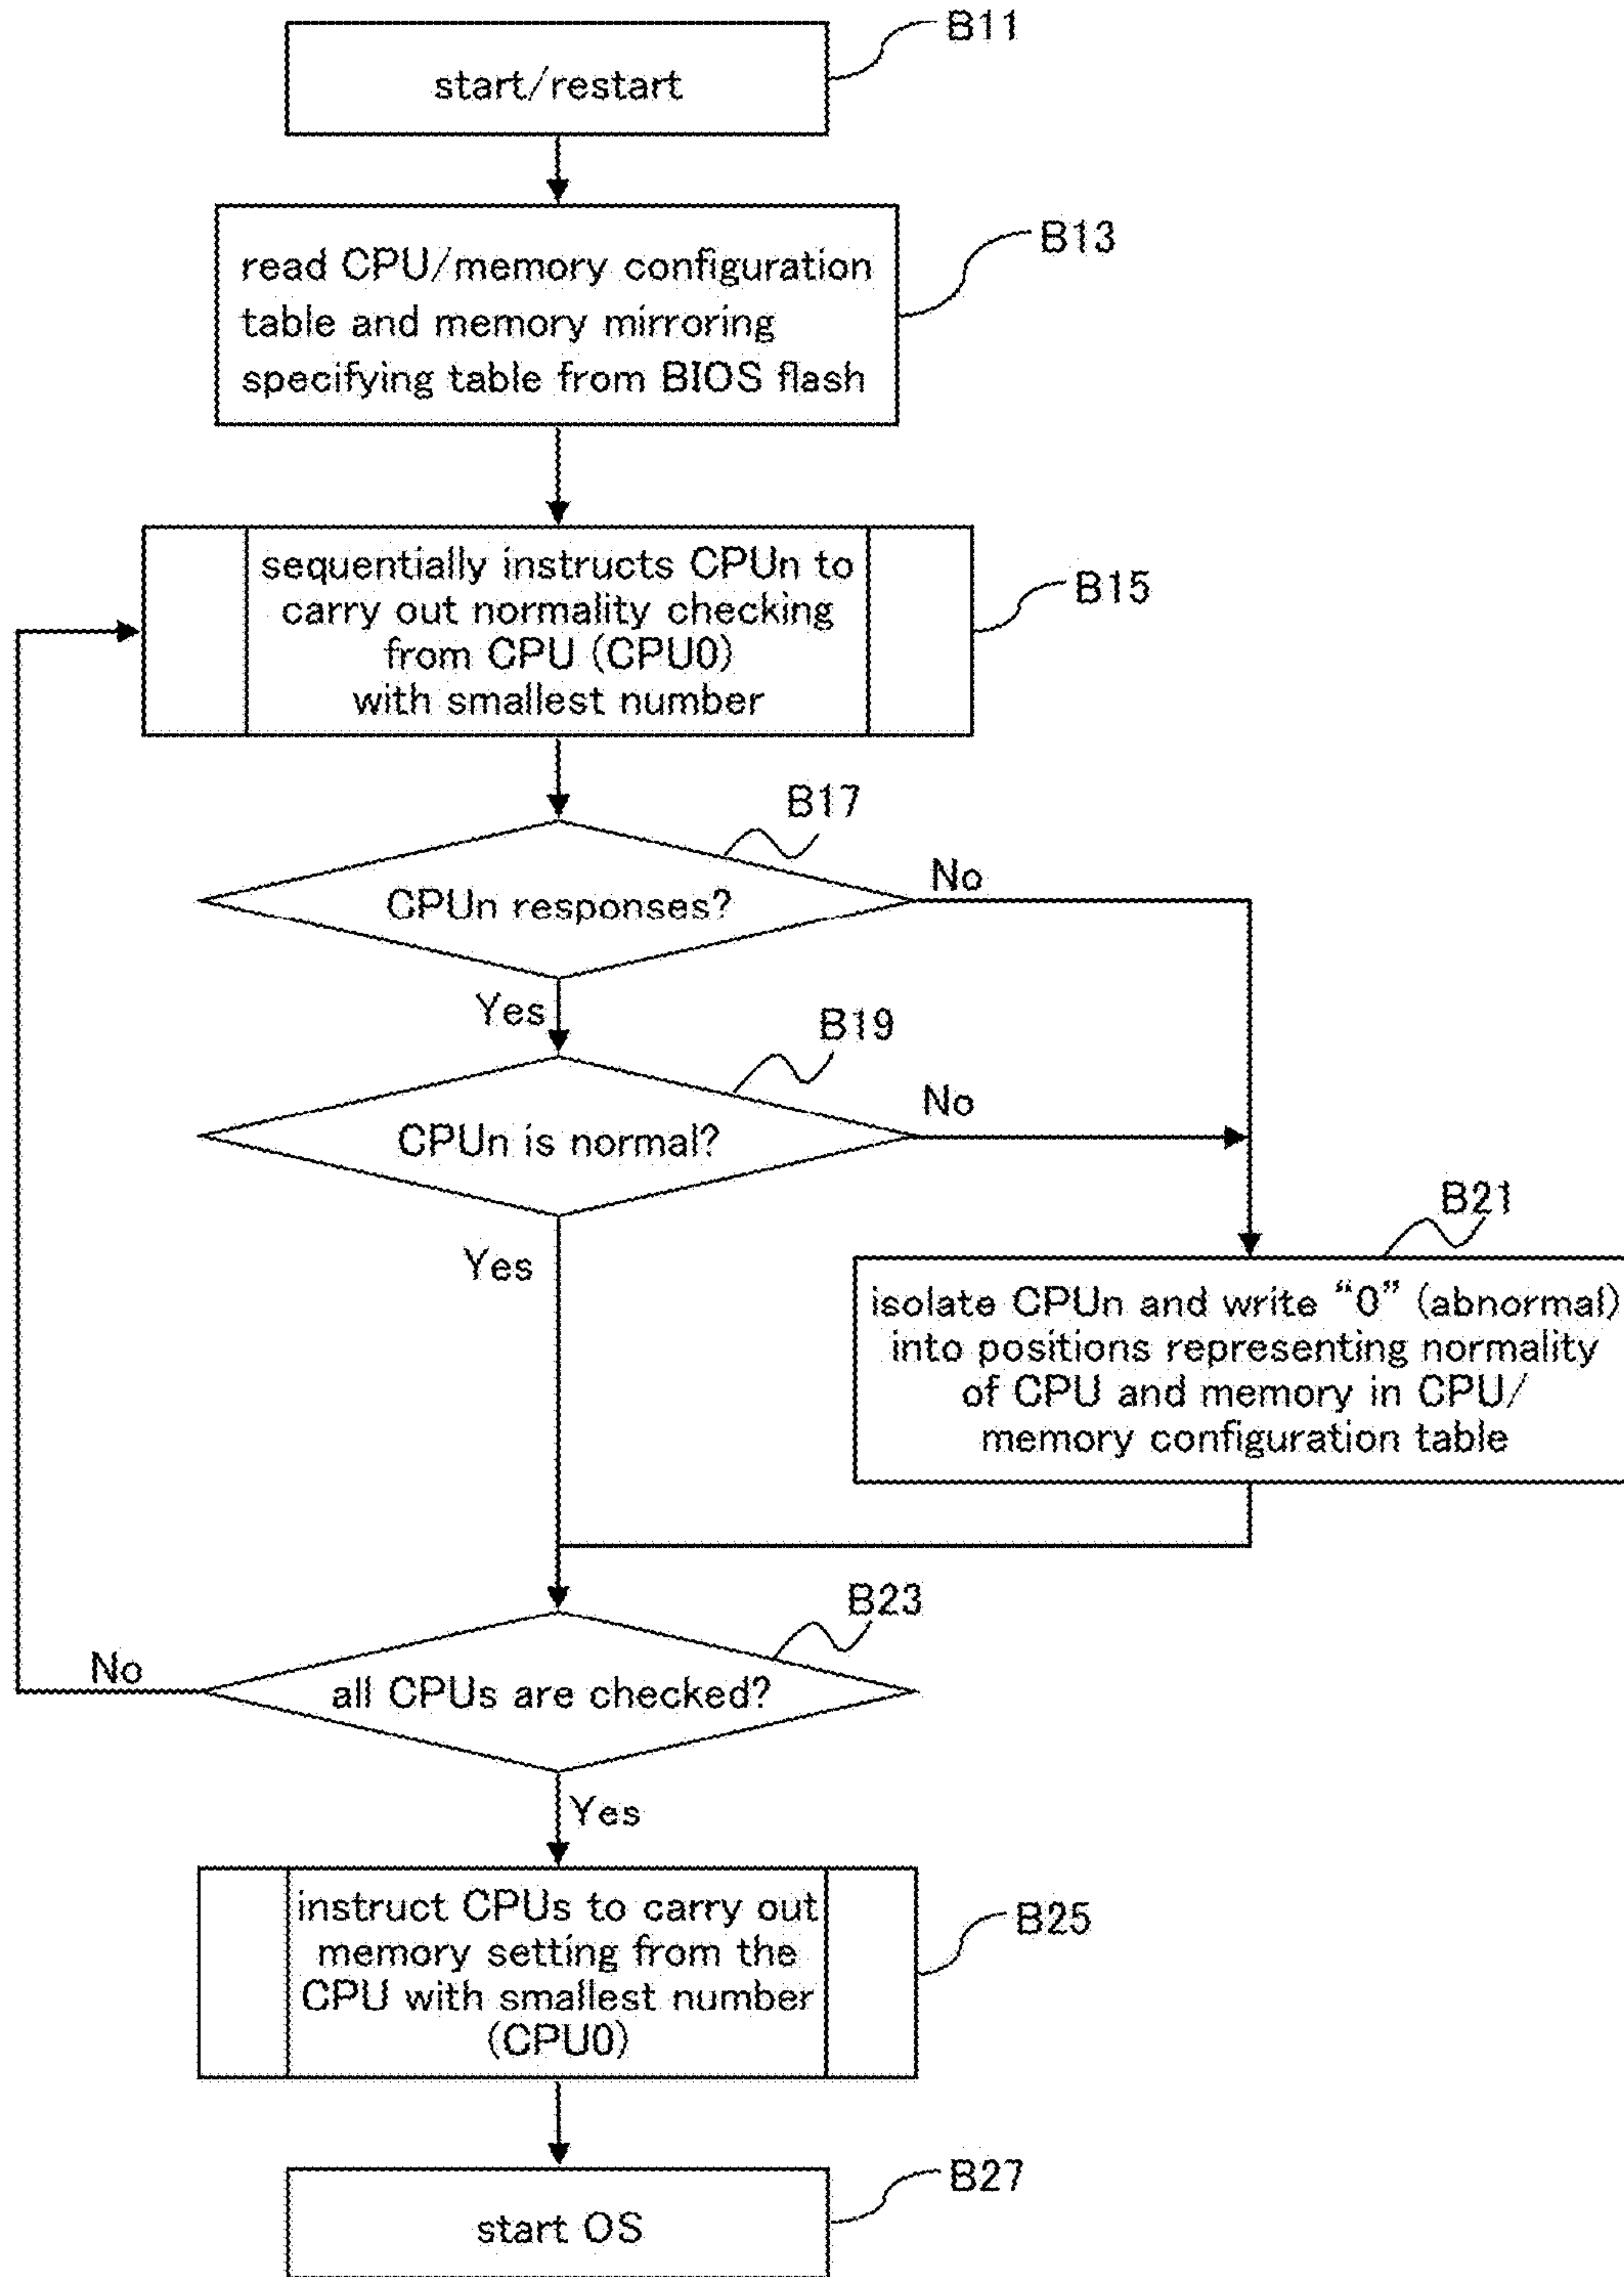 B11
start/restart
B13
read CPU/memory configuration
table and memory mirroring
specifying table from BIOS flash
sequentially instructs CPUn to
carry out normality checking
from CPU (CPU0)
with smallest number
B15
B17
CPUn responses?
No
Yes
B19
CPUn is normal?
No
Yes
B21
isolate CPUn and write “0” (abnormal)
into positions representing normality
of CPU and memory in CPU/
memory configuration table
B23
all CPUs are checked?
No
Yes
instruct CPUs to carry out
memory setting from the
CPU with smallest number
(CPU0)
B25
B27
start OS